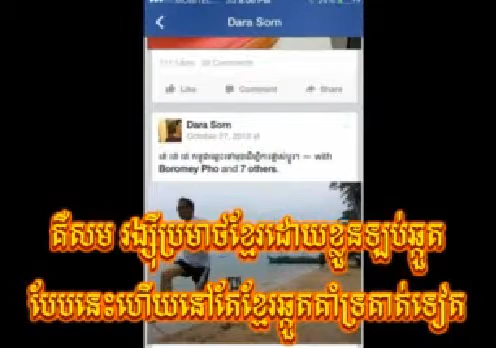 Dara Sorn
Like Comment Share
Dara Sorn
October 27, 2013
— with
Boromey Pho and 7 others.
គឺសម រង្ស៊ីប្រមាថខ្មែរដោយខ្លួនឡប់ឆ្កួត
បែបនេះហើយនៅតែខ្មែរឆ្កួតគាំទ្រគាត់ទៀត